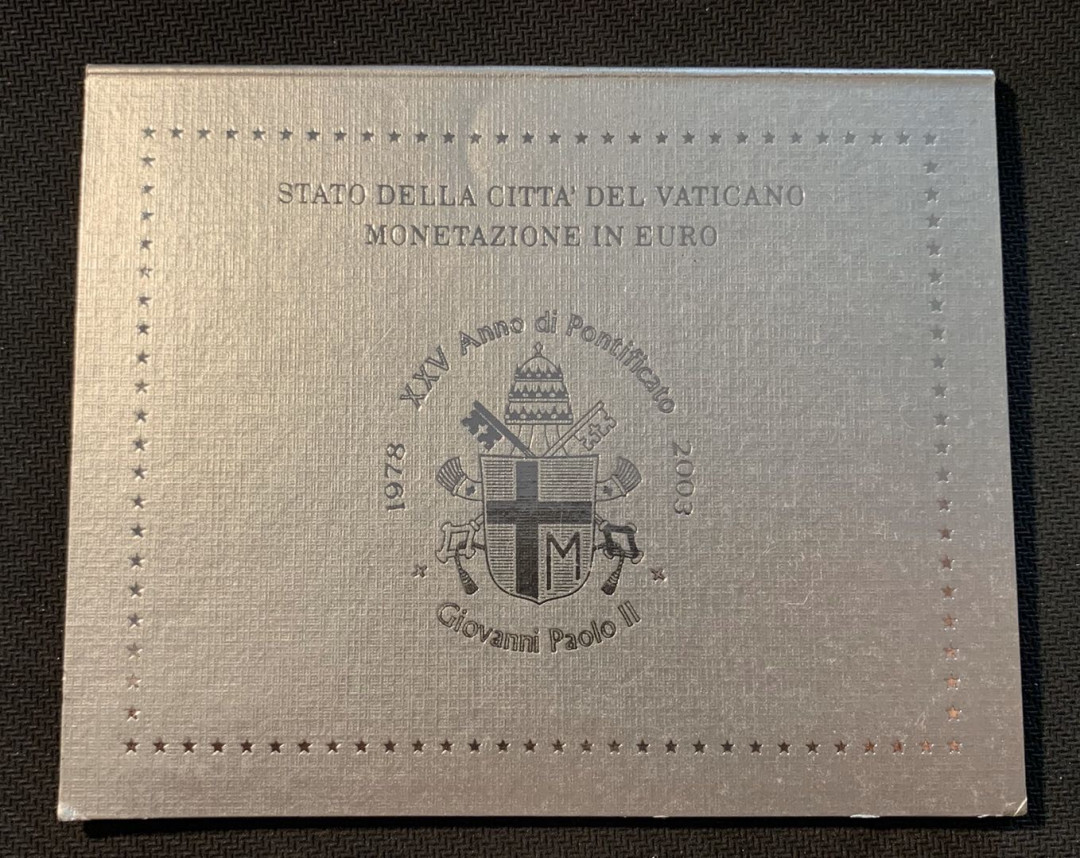 STATO DELLA CITTA' DEL VATICANO
MONETAZIONE IN EURO
XXV Anno di Pontificato
1978
2003
M
Giovanni Paolo II